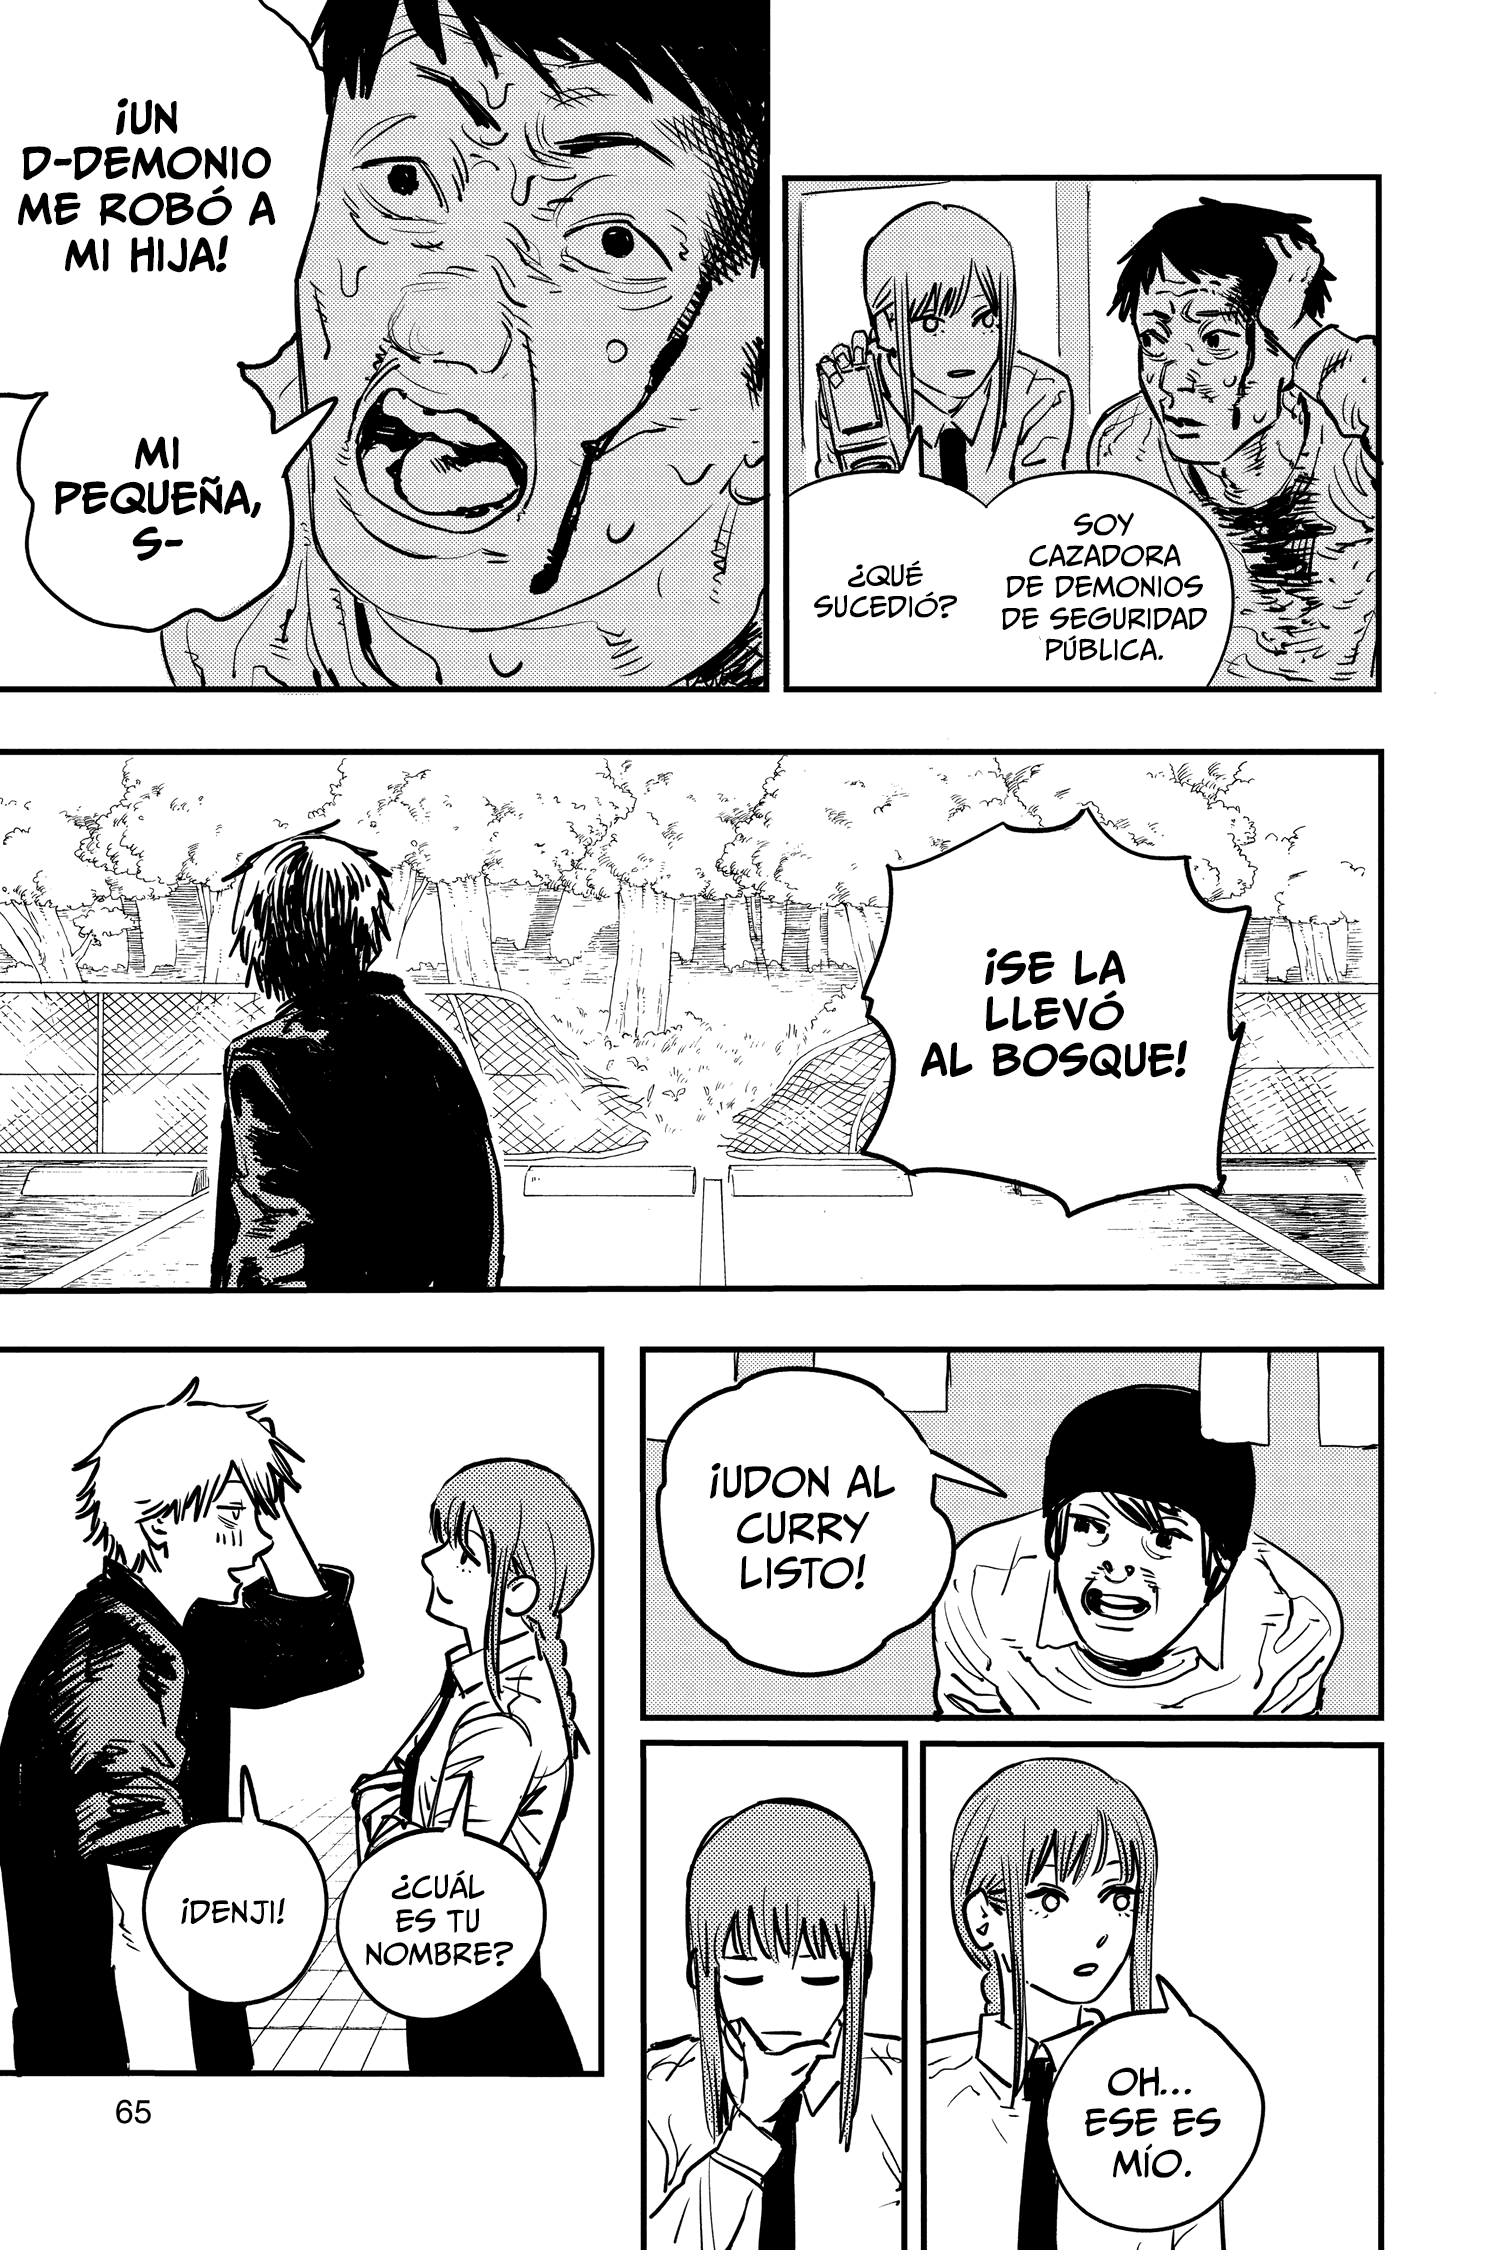 SOY
CAZADORA
DE DEMONIOS
DE SEGURIDAD
PÚBLICA.
¿QUÉ
SUCEDIÓ?
¡UN
D-DEMONIO
ME ROBÓ A
MI HIJA!
MI
PEQUEÑA,
S-
¡SE LA
LLEVÓ
AL BOSQUE!
¡UDON AL
CURRY
LISTO!
OH...
ESE ES
MÍO.
¿CUÁL
ES TU
NOMBRE?
¡DENJI!
65